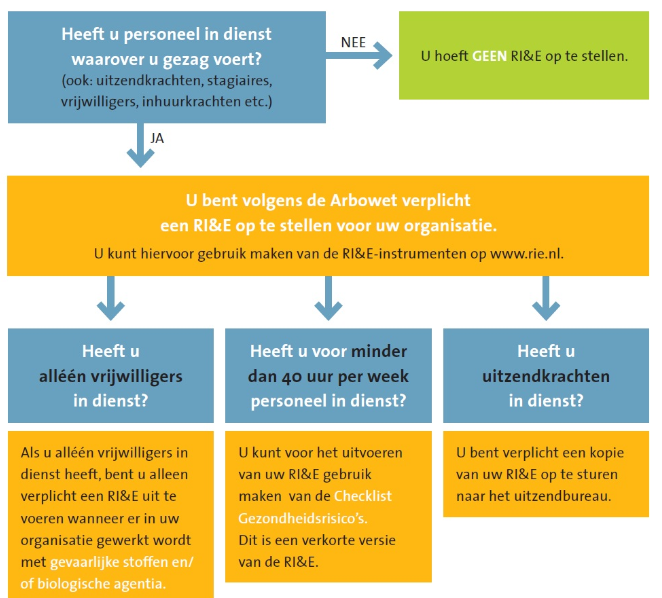 Heeft u personeel in dienst
waarover u gezag voert?
(ook: uitzendkrachten, stagiaires,
vrijwilligers, inhuurkrachten etc.)
NEE
U hoeft GEEN RI&E op te stellen.
JA
U bent volgens de Arbowet verplicht
een RI&E op te stellen voor uw organisatie.
U kunt hiervoor gebruik maken van de RI&E-instrumenten op www.rie.nl.
Heeft u
alléén vrijwilligers
in dienst?
Als u alléén vrijwilligers in
dienst heeft, bent u alleen
verplicht een RI&E uit te
voeren wanneer er in uw
organisatie gewerkt wordt
met gevaarlijke stoffen en/
of biologische agentia.
Heeft u voor minder
dan 40 uur per week
personeel in dienst?
U kunt voor het uitvoeren
van uw RI&E gebruik
maken van de Checklist
Gezondheidsrisico's.
Dit is een verkorte versie
van de RI&E.
Heeft u
uitzendkrachten
in dienst?
U bent verplicht een kopie
van uw RI&E op te sturen
naar het uitzendbureau.